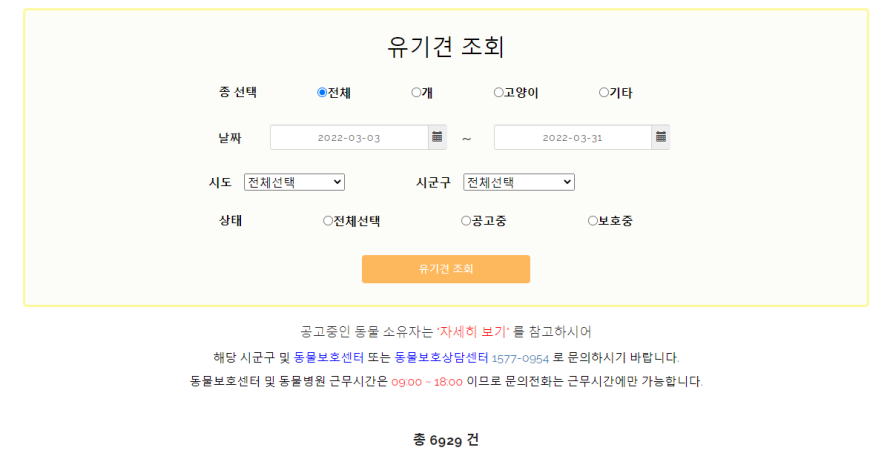 유기견 조회
종 선택 전체 개 고양이 기타
날짜 2022-03-03 ~ 2022-03-31
시도 전체선택 시군구 전체선택
상태 전체선택 공고중 보호중
유기견 조회
공고중인 동물 소유자는 '자세히 보기' 를 참고하시어
해당 시군구 및 동물보호센터 또는 동물보호상담센터 1577-0954 로 문의하시기 바랍니다.
동물보호센터 및 동물병원 근무시간은 09:00 ~ 18:00 이므로 문의전화는 근무시간에만 가능합니다.
총 6929 건